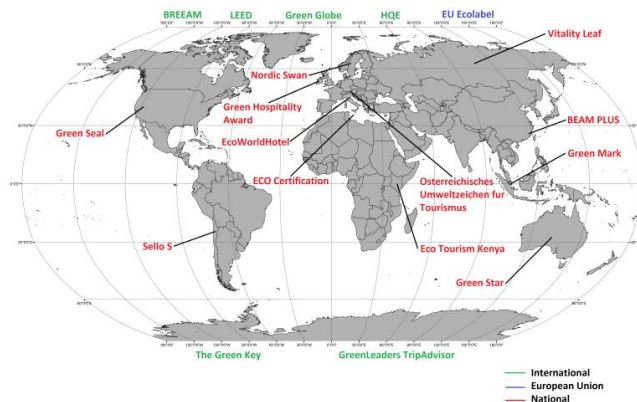 BREEAM LEED Green Globe HQE EU Ecolabel
Vitality Leaf
Nordic Swan
Green Hospitality
Award
Green Seal
BEAM PLUS
EcoWorldHotel
Green Mark
ECO Certification
Osterreichisches
Umweltzeichen fur
Tourismus
Sello S
Eco Tourism Kenya
Green Star
The Green Key GreenLeaders TripAdvisor
International
European Union
National